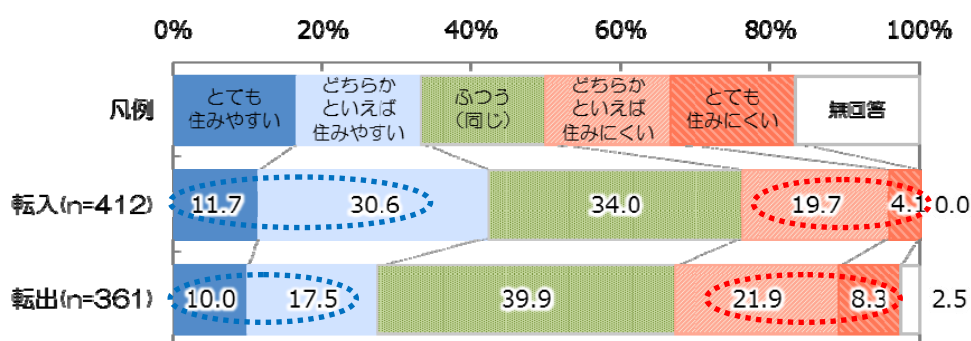 0% 20% 40% 60% 80% 100%
凡例
とても
住みやすい
どちらか
といえば
住みやすい
ふつう
（同じ）
どちらか
といえば
住みにくい
とても
住みにくい
無回答
転入(n=412) 11.7 30.6 34.0 19.7 4.1 0.0
転出(n=361) 10.0 17.5 39.9 21.9 8.3 2.5